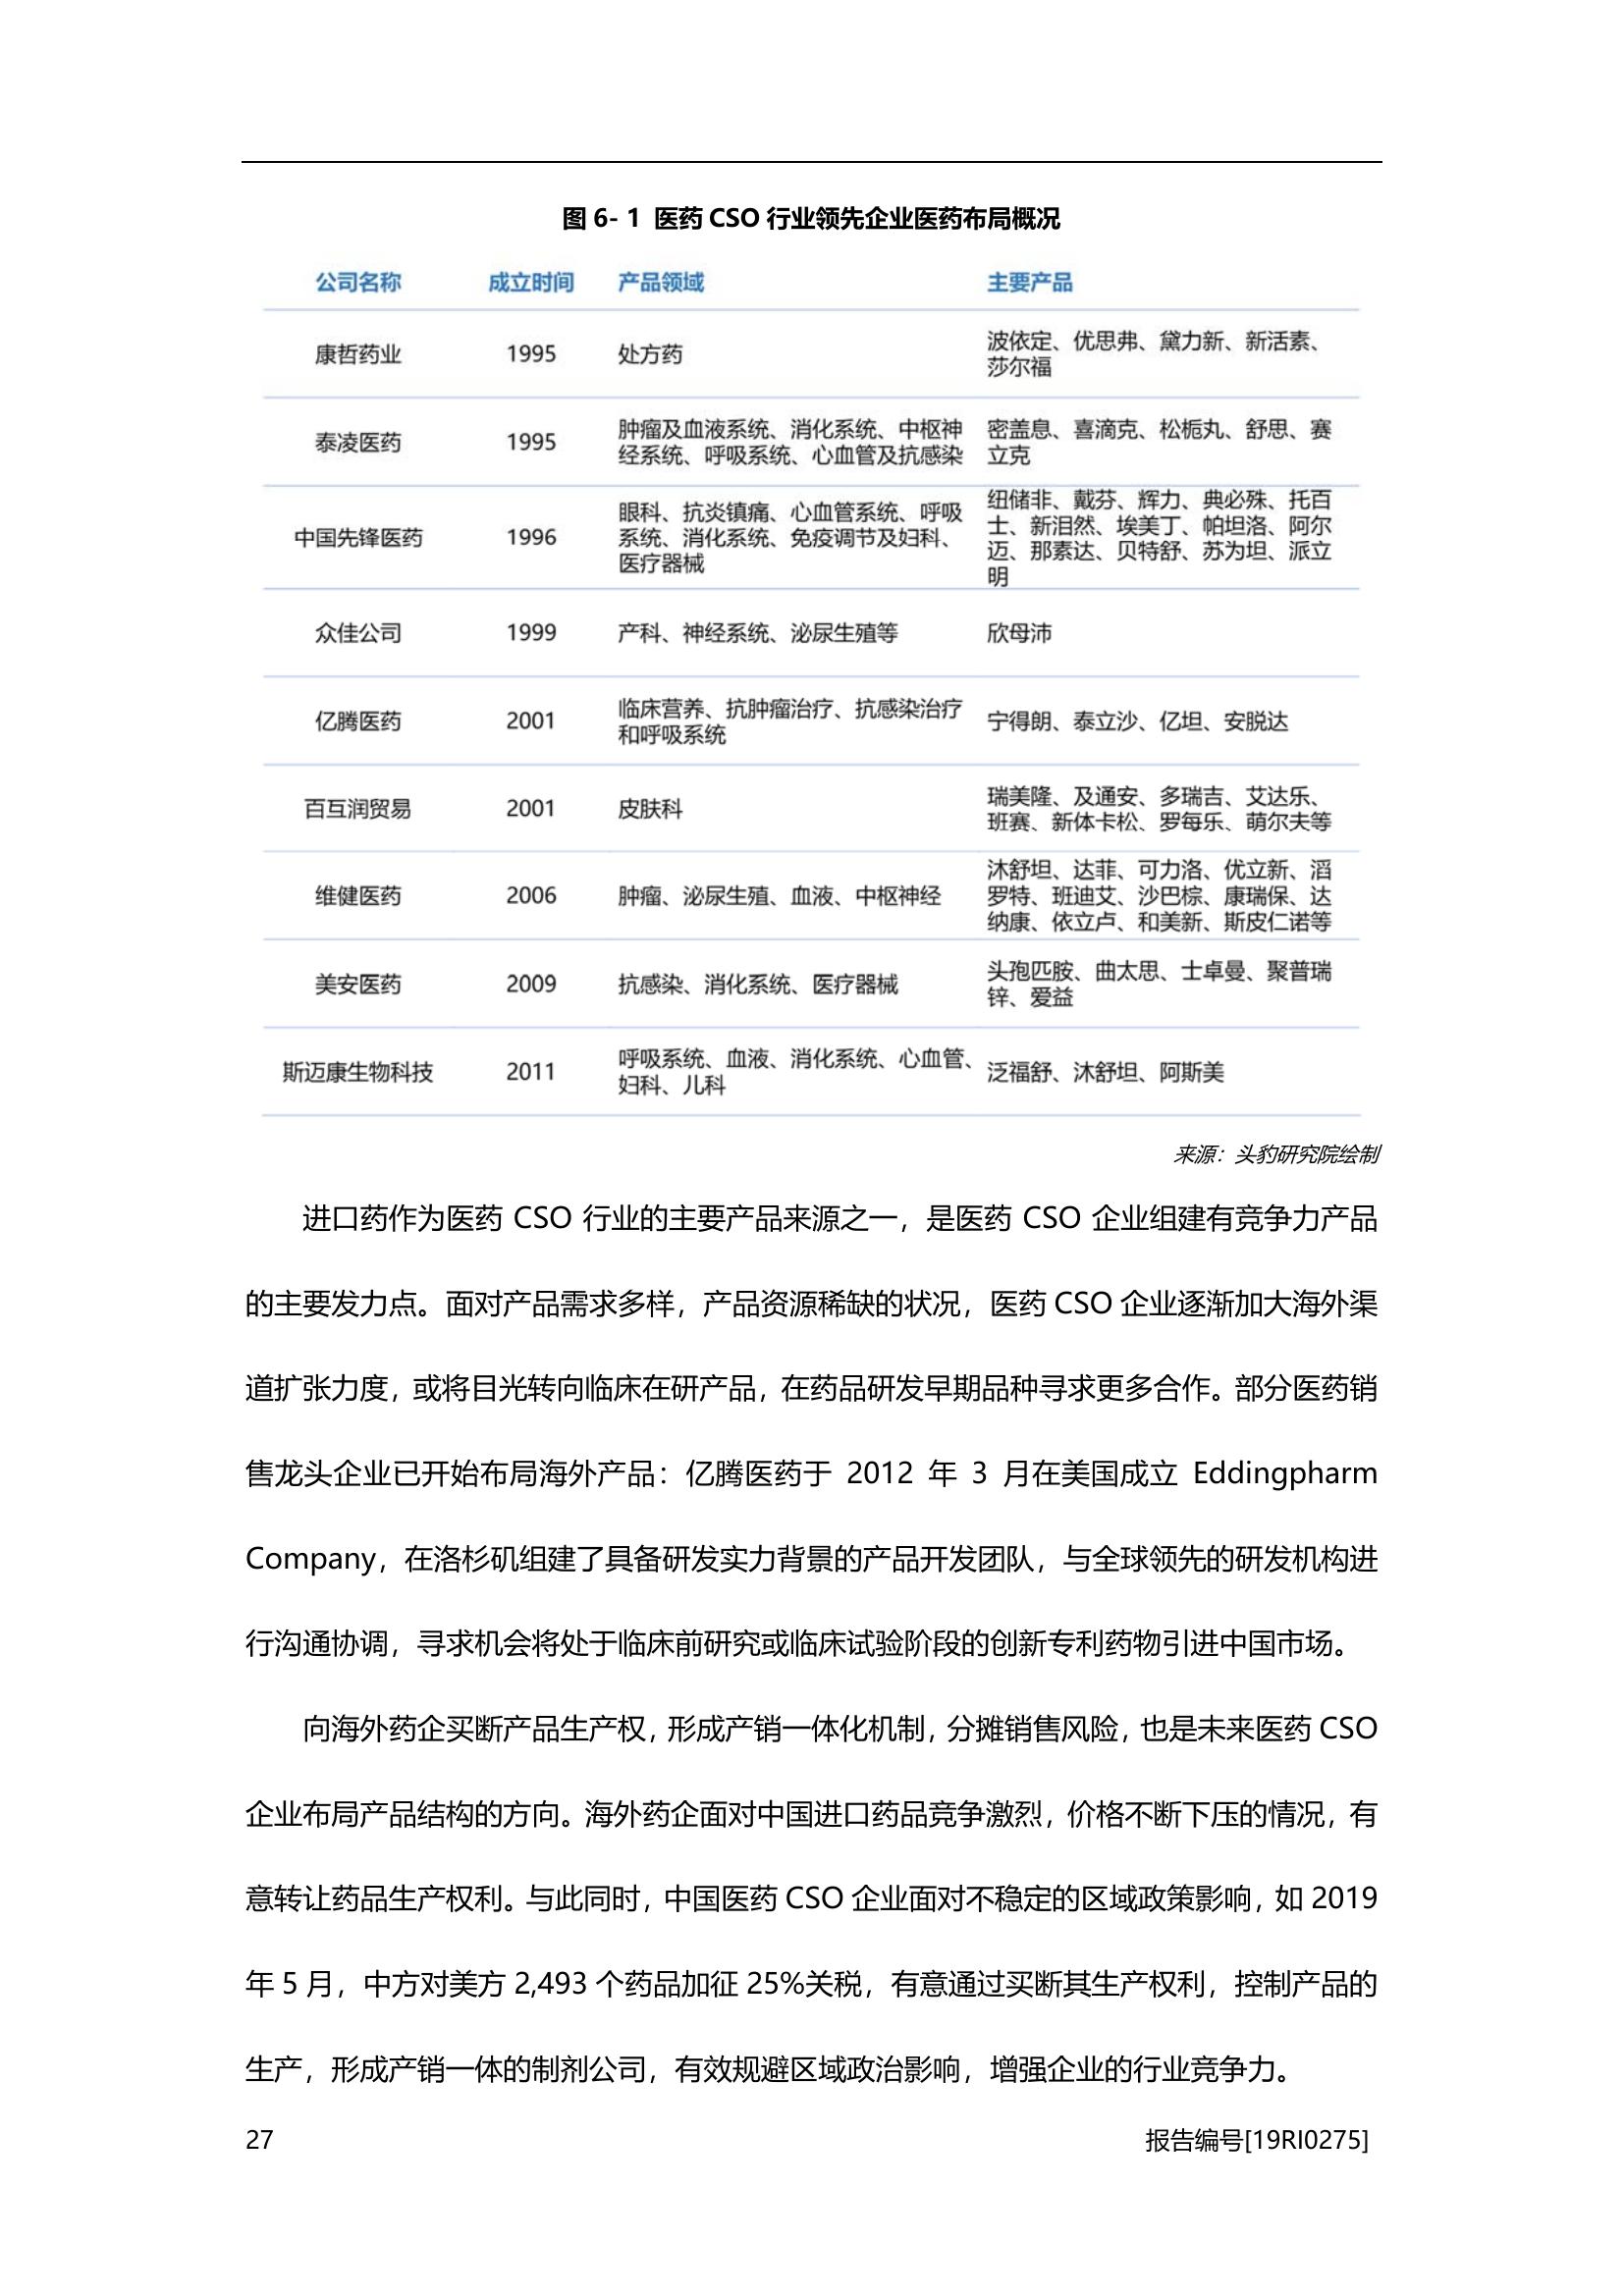 图 6- 1 医药 CSO 行业领先企业医药布局概况
公司名称 成立时间 产品领域 主要产品
康哲药业 1995 处方药 波依定、优思弗、黛力新、新活素、
莎尔福
泰凌医药 1995 肿瘤及血液系统、消化系统、中枢神 密盖息、喜滴克、松栀丸、舒思、赛
经系统、呼吸系统、心血管及抗感染 立克
中国先锋医药 1996 眼科、抗炎镇痛、心血管系统、呼吸 纽储非、戴芬、辉力、典必殊、托百
系统、消化系统、免疫调节及妇科、 士、新泪然、埃美丁、帕坦洛、阿尔
医疗器械 迈、那素达、贝特舒、苏为坦、派立
明
众佳公司 1999 产科、神经系统、泌尿生殖等 欣母沛
亿腾医药 2001 临床营养、抗肿瘤治疗、抗感染治疗 宁得朗、泰立沙、亿坦、安脱达
和呼吸系统
百互润贸易 2001 皮肤科 瑞美隆、及通安、多瑞吉、艾达乐、
班赛、新体卡松、罗每乐、萌尔夫等
维健医药 2006 肿瘤、泌尿生殖、血液、中枢神经 沐舒坦、达菲、可力洛、优立新、滔
罗特、班迪艾、沙巴棕、康瑞保、达
纳康、依立卢、和美新、斯皮仁诺等
美安医药 2009 抗感染、消化系统、医疗器械 头孢匹胺、曲太思、士卓曼、聚普瑞
锌、爱益
斯迈康生物科技 2011 呼吸系统、血液、消化系统、心血管、 泛福舒、沐舒坦、阿斯美
妇科、儿科
来源：头豹研究院绘制
进口药作为医药 CSO 行业的主要产品来源之一，是医药 CSO 企业组建有竞争力产品
的主要发力点。面对产品需求多样，产品资源稀缺的状况，医药 CSO 企业逐渐加大海外渠
道扩张力度，或将目光转向临床在研产品，在药品研发早期品种寻求更多合作。部分医药销
售龙头企业已开始布局海外产品：亿腾医药于 2012 年 3 月在美国成立 Eddingpharm
Company，在洛杉矶组建了具备研发实力背景的产品开发团队，与全球领先的研发机构进
行沟通协调，寻求机会将处于临床前研究或临床试验阶段的创新专利药物引进中国市场。
向海外药企买断产品生产权，形成产销一体化机制，分摊销售风险，也是未来医药 CSO
企业布局产品结构的方向。海外药企面对中国进口药品竞争激烈，价格不断下压的情况，有
意转让药品生产权利。与此同时，中国医药 CSO 企业面对不稳定的区域政策影响，如 2019
年 5 月，中方对美方 2,493 个药品加征 25%关税，有意通过买断其生产权利，控制产品的
生产，形成产销一体的制剂公司，有效规避区域政治影响，增强企业的行业竞争力。
27 报告编号[19RI0275]